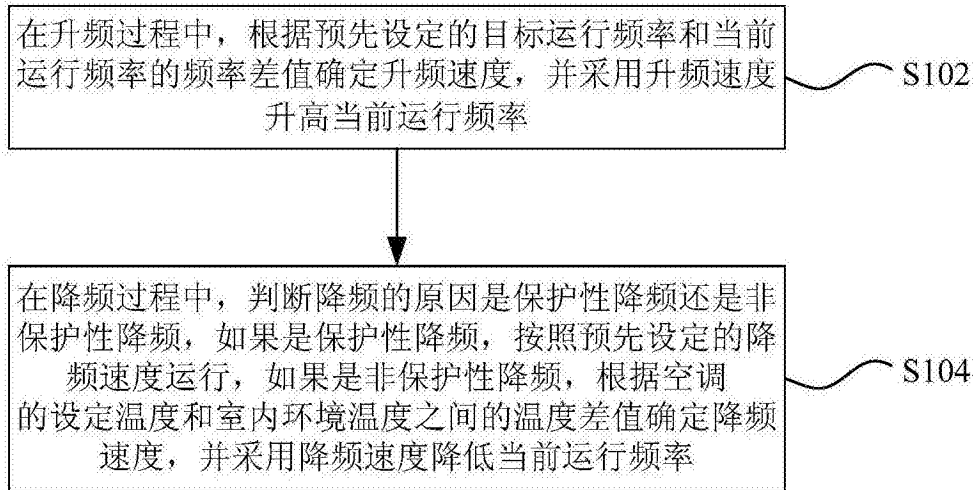 在升频过程中，根据预先设定的目标运行频率和当前
运行频率的频率差值确定升频速度，并采用升频速度
升高当前运行频率
S102
在降频过程中，判断降频的原因是保护性降频还是非
保护性降频，如果是保护性降频，按照预先设定的降
频速度运行，如果是非保护性降频，根据空调
的设定温度和室内环境温度之间的温度差值确定降频
速度，并采用降频速度降低当前运行频率
S104